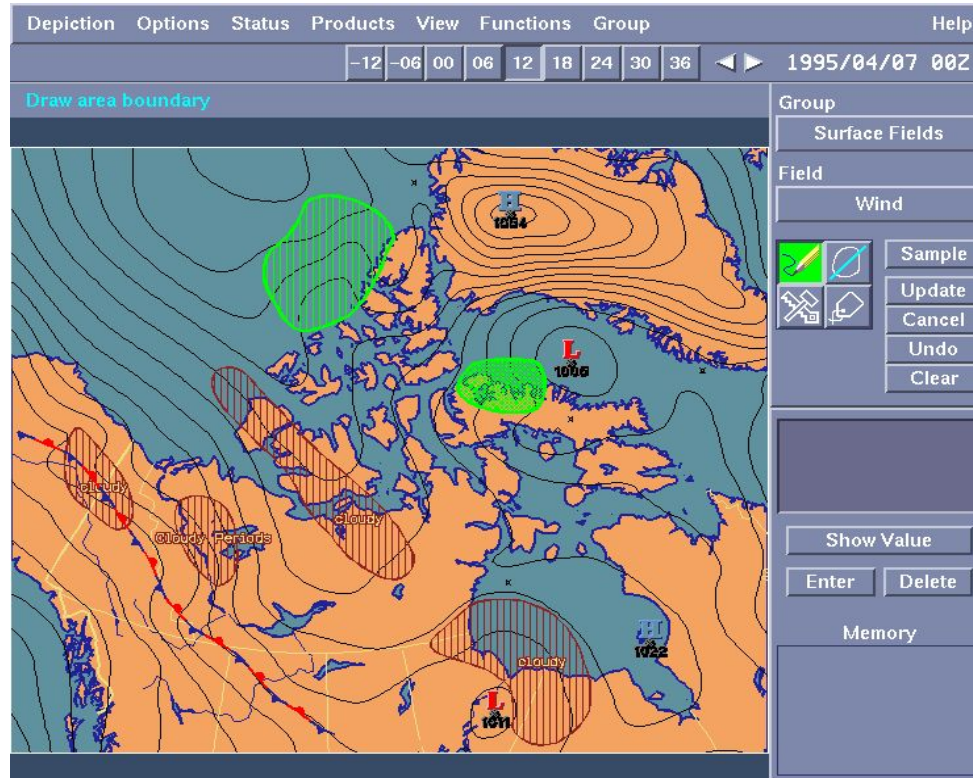 Depiction Options Status Products View Functions Group Help
-12 -06 00 06 12 18 24 30 36 1995/04/07 00Z
Draw area boundary
Group
Surface Fields
Field
Wind
Sample
Update
Cancel
Undo
Clear
H
1054
L
1006
cloudy
cloudy
Cloudy Periods
Show Value
Enter Delete
Memory
H
1022
cloudy
L
1011